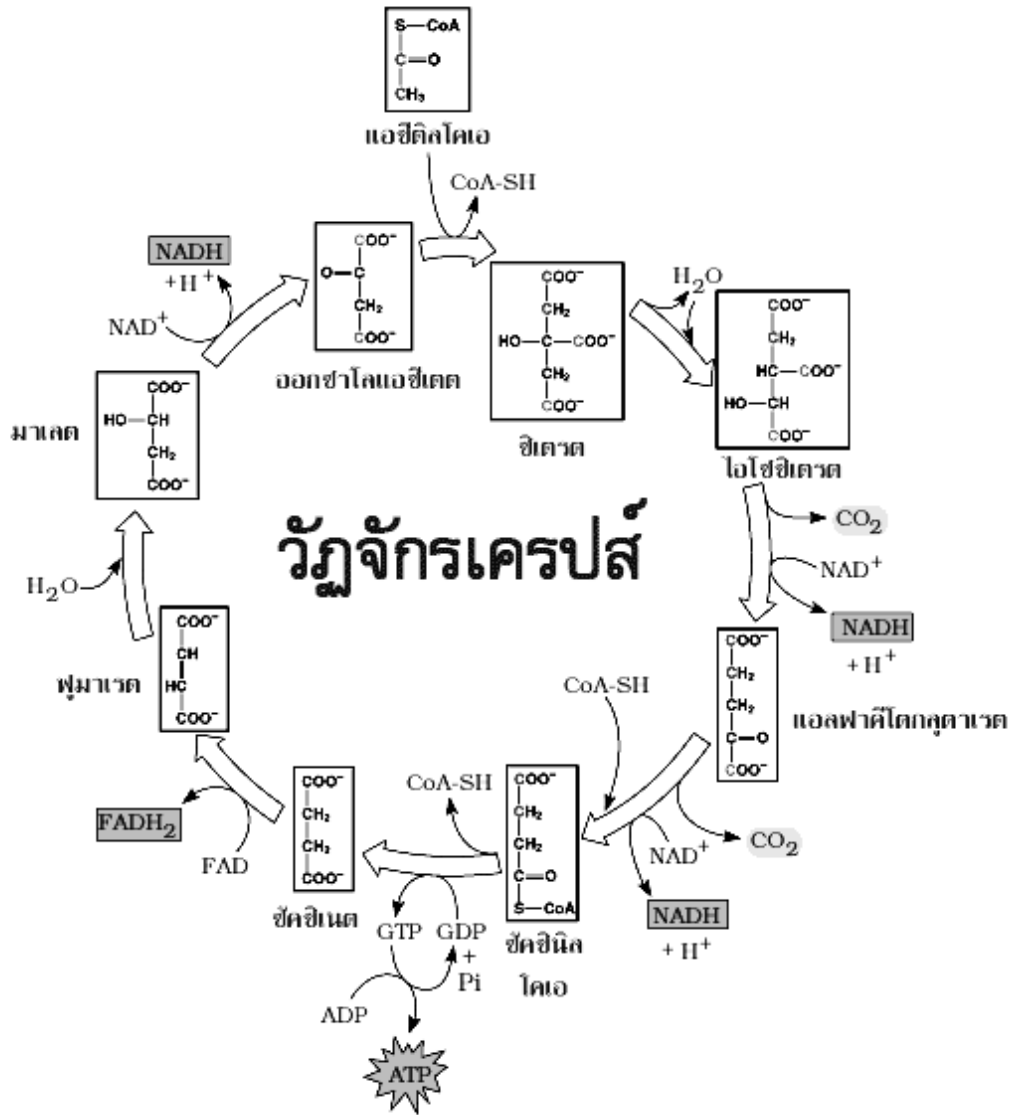 S—CoA
C=O
CH₃
แอซีติลโคเอ
CoA-SH
NADH
+H⁺
NAD⁺
COO⁻
O—C
CH₂
COO⁻
ออกซาโลแอซิเตต
COO⁻
CH₂
HO—C—COO⁻
CH₂
COO⁻
ซิเตรต
H₂O
COO⁻
CH₂
HC—COO⁻
HO—CH
COO⁻
ไอโซซิเตรต
COO⁻
HO—CH
CH₂
COO⁻
มาเลต
วัฏจักรเครปส์
CO₂
NAD⁺
NADH
+ H⁺
H₂O
COO⁻
CH
HC
COO⁻
ฟูมาเรต
COO⁻
CH₂
CH₂
C=O
COO⁻
แอลฟาคีโตกลูตาเรต
CoA-SH
CO₂
NAD⁺
NADH
+ H⁺
COO⁻
CH₂
CH₂
C=O
S—CoA
ซัคซินิล
โคเอ
CoA-SH
GTP
GDP
+
Pi
ADP
ATP
COO⁻
CH₂
CH₂
COO⁻
ซัคซิเนต
FADH₂
FAD